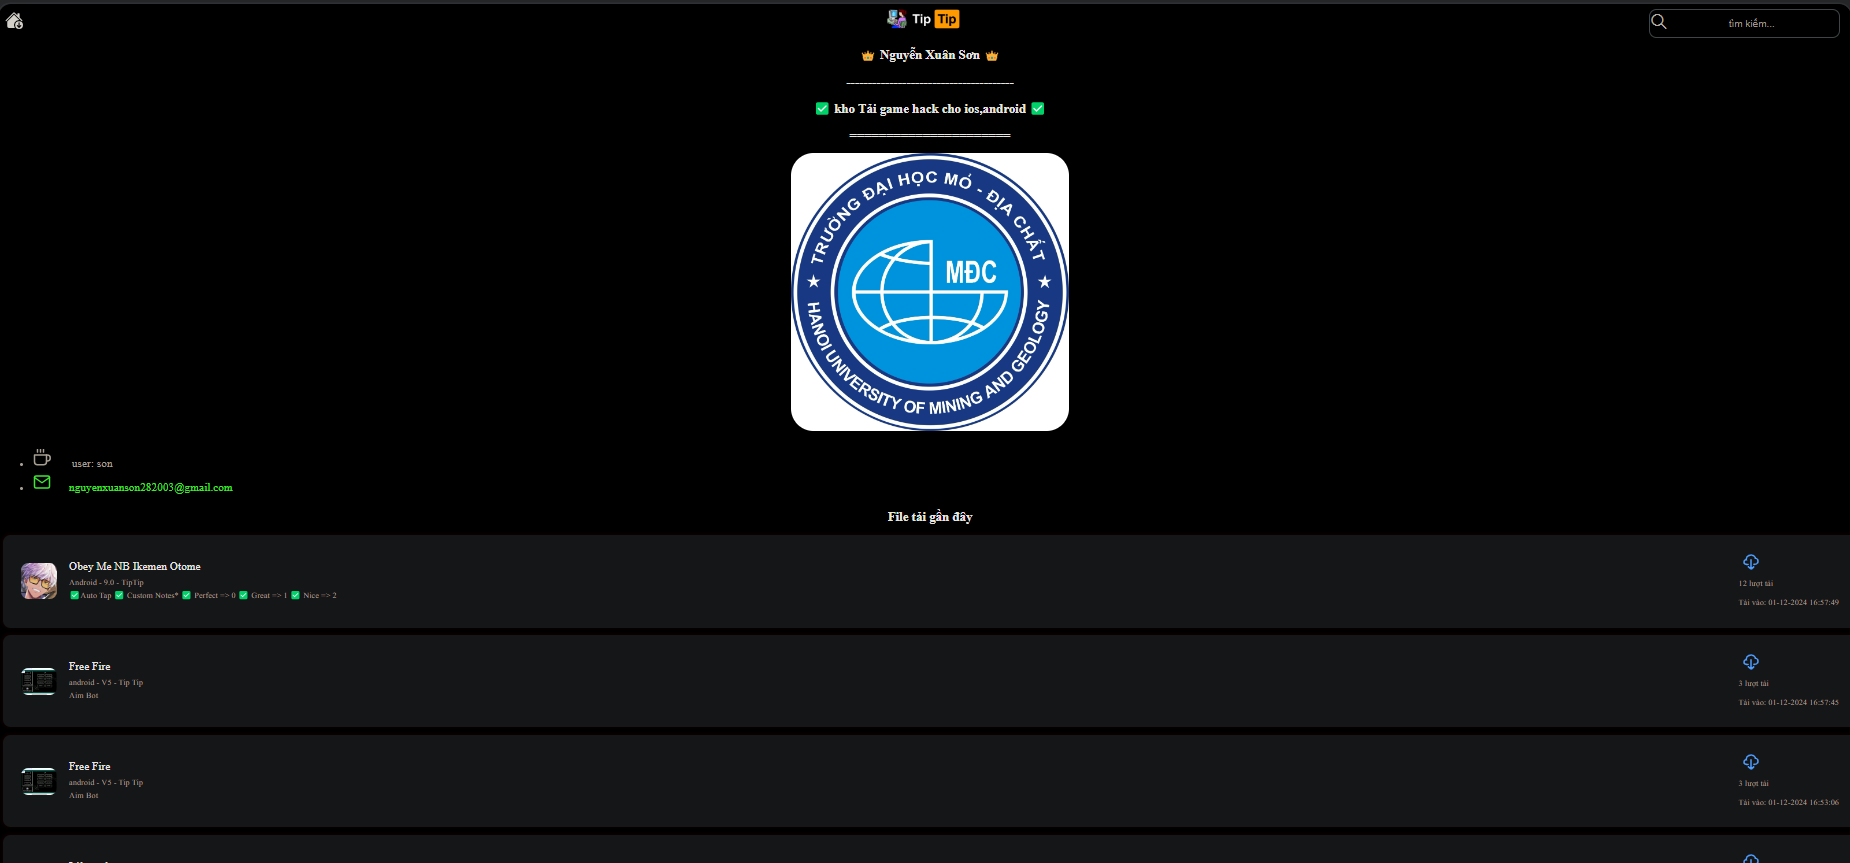 Tip Tip
tìm kiếm...
Nguyễn Xuân Sơn
kho Tải game hack cho ios,android
TRƯỜNG ĐẠI HỌC MỎ - ĐỊA CHẤT
MĐC
HANOI UNIVERSITY OF MINING AND GEOLOGY
user: son
nguyenxuanson282003@gmail.com
File tải gần đây
Obey Me NB Ikemen Otome
Android - 9.0 - TipTip
Auto Tap ✅ Custom Notes* ✅ Perfect => 0 ✅ Great => 1 ✅ Nice => 2
12 lượt tải
Tải vào: 01-12-2024 16:57:49
Free Fire
android - V5 - Tip Tip
Aim Bot
3 lượt tải
Tải vào: 01-12-2024 16:57:45
Free Fire
android - V5 - Tip Tip
Aim Bot
3 lượt tải
Tải vào: 01-12-2024 16:53:06